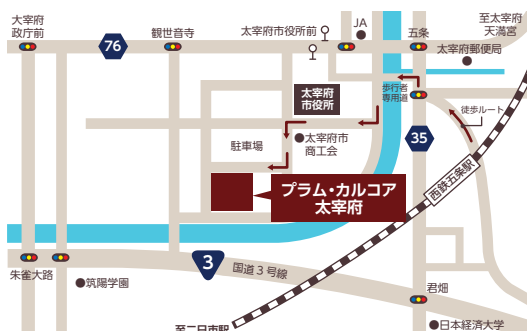 大宰府
政庁前
76
観世音寺
太宰府市役所前
JA
五条
至太宰府
天満宮
太宰府郵便局
太宰府
市役所
歩行者
専用道
徒歩ルート
駐車場
太宰府市
商工会
35
西鉄五条駅
プラム・カルコア
太宰府
3
国道3号線
朱雀大路
筑陽学園
君畑
日本経済大学
至二日市駅